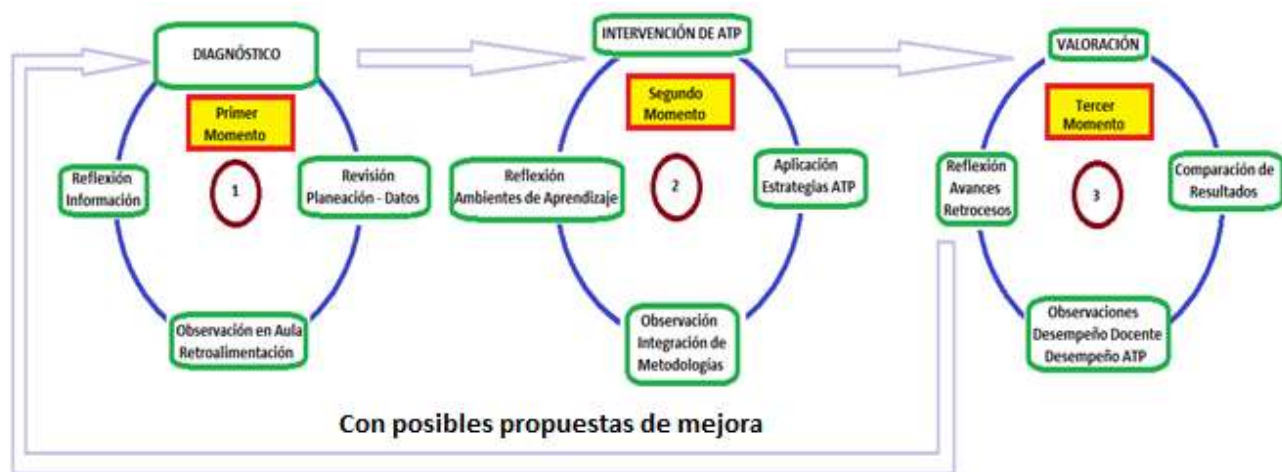 DIAGNÓSTICO
Primer
Momento
1
Reflexión
Información
Revisión
Planeación - Datos
Observación en Aula
Retroalimentación
INTERVENCIÓN DE ATP
Segundo
Momento
2
Reflexión
Ambientes de Aprendizaje
Aplicación
Estrategias ATP
Observación
Integración de
Metodologías
VALORACIÓN
Tercer
Momento
3
Reflexión
Avances
Retrocesos
Comparación de
Resultados
Observaciones
Desempeño Docente
Desempeño ATP
Con posibles propuestas de mejora